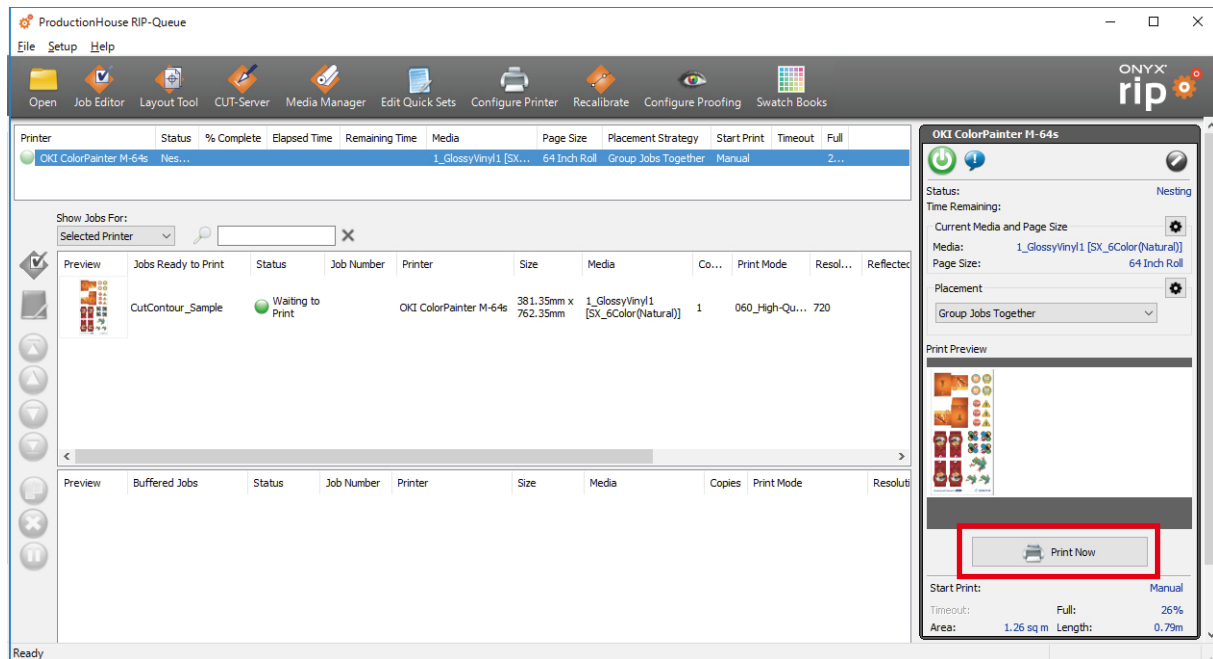 ProductionHouse RIP-Queue
File Setup Help
Open Job Editor Layout Tool CUT-Server Media Manager Edit Quick Sets Configure Printer Recalibrate Configure Proofing Swatch Books
ONYX
rip
Printer Status % Complete Elapsed Time Remaining Time Media Page Size Placement Strategy Start Print Timeout Full
OKI ColorPainter M-64s Nes... 1_GlossyVinyl1 [SX... 64 Inch Roll Group Jobs Together Manual 2...
Show Jobs For:
Selected Printer
Preview Jobs Ready to Print Status Job Number Printer Size Media Co... Print Mode Resol... Reflected
CutContour_Sample Waiting to Print OKI ColorPainter M-64s 381.35mm x 762.35mm 1_GlossyVinyl1 [SX_6Color(Natural)] 1 060_High-Qu... 720
Preview Buffered Jobs Status Job Number Printer Size Media Copies Print Mode Resoluti
Ready
OKI ColorPainter M-64s
Status: Nesting
Time Remaining:
Current Media and Page Size
Media: 1_GlossyVinyl1 [SX_6Color(Natural)]
Page Size: 64 Inch Roll
Placement
Group Jobs Together
Print Preview
Print Now
Start Print: Manual
Timeout: Full: 26%
Area: 1.26 sq m Length: 0.79m